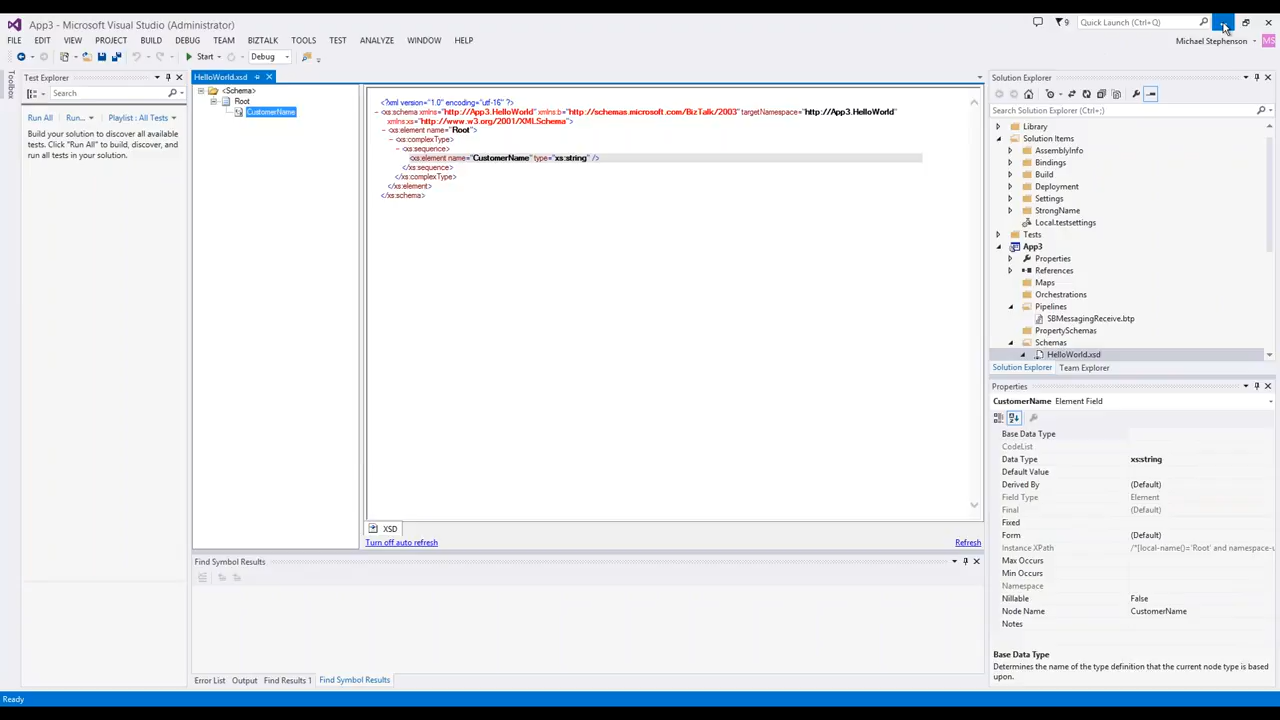 App3 - Microsoft Visual Studio (Administrator)
9
Quick Launch (Ctrl+Q)
FILE EDIT VIEW PROJECT BUILD DEBUG TEAM BIZTALK TOOLS TEST ANALYZE WINDOW HELP
Michael Stephenson
MS
Start
Debug
Toolbox
Test Explorer
Search
Run All
Run...
Playlist : All Tests
Build your solution to discover all available
tests. Click "Run All" to build, discover, and
run all tests in your solution.
HelloWorld.xsd
<Schema>
Root
CustomerName
<?xml version="1.0" encoding="utf-16" ?>
- <xs:schema xmlns="http://App3.HelloWorld" xmlns:b="http://schemas.microsoft.com/BizTalk/2003" targetNamespace="http://App3.HelloWorld"
xmlns:xs="http://www.w3.org/2001/XMLSchema">
- <xs:element name="Root">
- <xs:complexType>
- <xs:sequence>
<xs:element name="CustomerName" type="xs:string" />
</xs:sequence>
</xs:complexType>
</xs:element>
</xs:schema>
XSD
Turn off auto refresh
Refresh
Find Symbol Results
Error List
Output
Find Results 1
Find Symbol Results
Ready
Solution Explorer
Search Solution Explorer (Ctrl+;)
Library
Solution Items
AssemblyInfo
Bindings
Build
Deployment
Settings
StrongName
Local.testsettings
Tests
App3
Properties
References
Maps
Orchestrations
Pipelines
SBMessagingReceive.btp
PropertySchemas
Schemas
HelloWorld.xsd
Solution Explorer
Team Explorer
Properties
CustomerName Element Field
Base Data Type
CodeList
Data Type xs:string
Default Value
Derived By (Default)
Field Type Element
Final (Default)
Fixed
Form (Default)
Instance XPath /*[local-name()='Root' and namespace-u
Max Occurs
Min Occurs
Namespace
Nillable False
Node Name CustomerName
Notes
Base Data Type
Determines the name of the type definition that the current node type is based
upon.